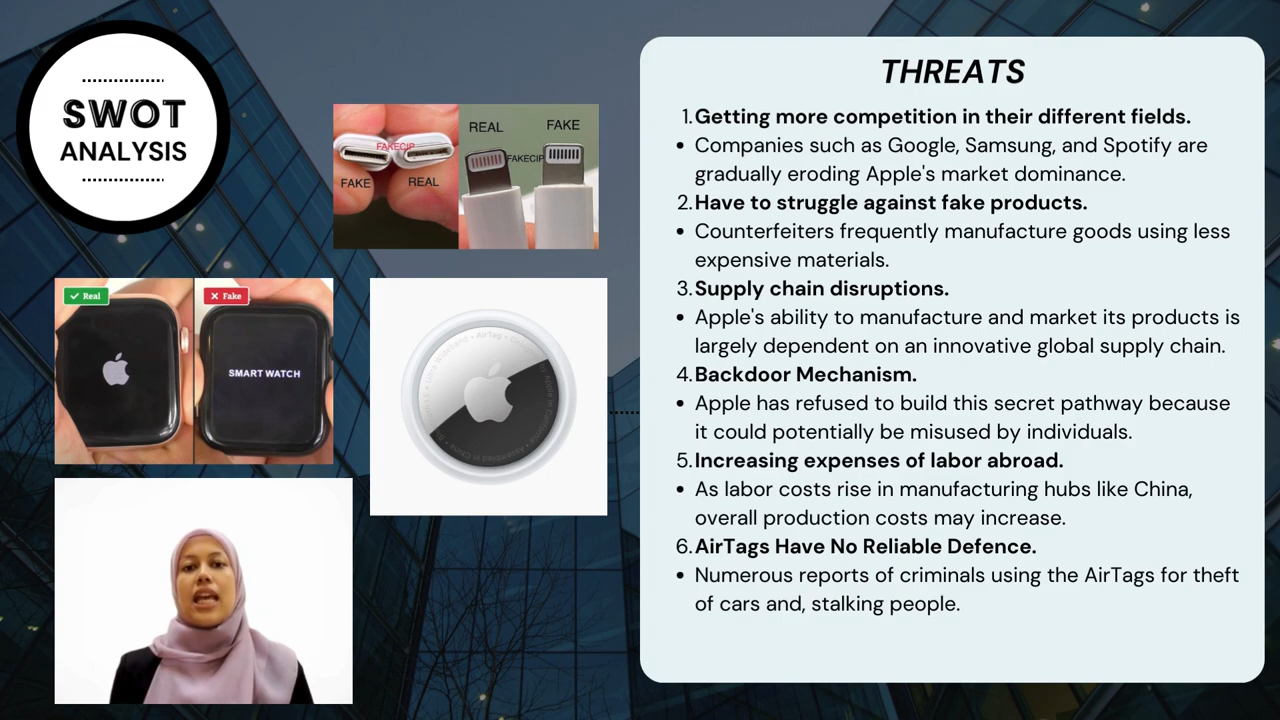 SWOT
ANALYSIS
REAL
FAKE
FAKECIP
FAKECIP
FAKE
REAL
Real
Fake
SMART WATCH
THREATS
1. Getting more competition in their different fields.
• Companies such as Google, Samsung, and Spotify are
gradually eroding Apple's market dominance.
2. Have to struggle against fake products.
• Counterfeiters frequently manufacture goods using less
expensive materials.
3. Supply chain disruptions.
• Apple's ability to manufacture and market its products is
largely dependent on an innovative global supply chain.
4. Backdoor Mechanism.
• Apple has refused to build this secret pathway because
it could potentially be misused by individuals.
5. Increasing expenses of labor abroad.
• As labor costs rise in manufacturing hubs like China,
overall production costs may increase.
6. AirTags Have No Reliable Defence.
• Numerous reports of criminals using the AirTags for theft
of cars and, stalking people.